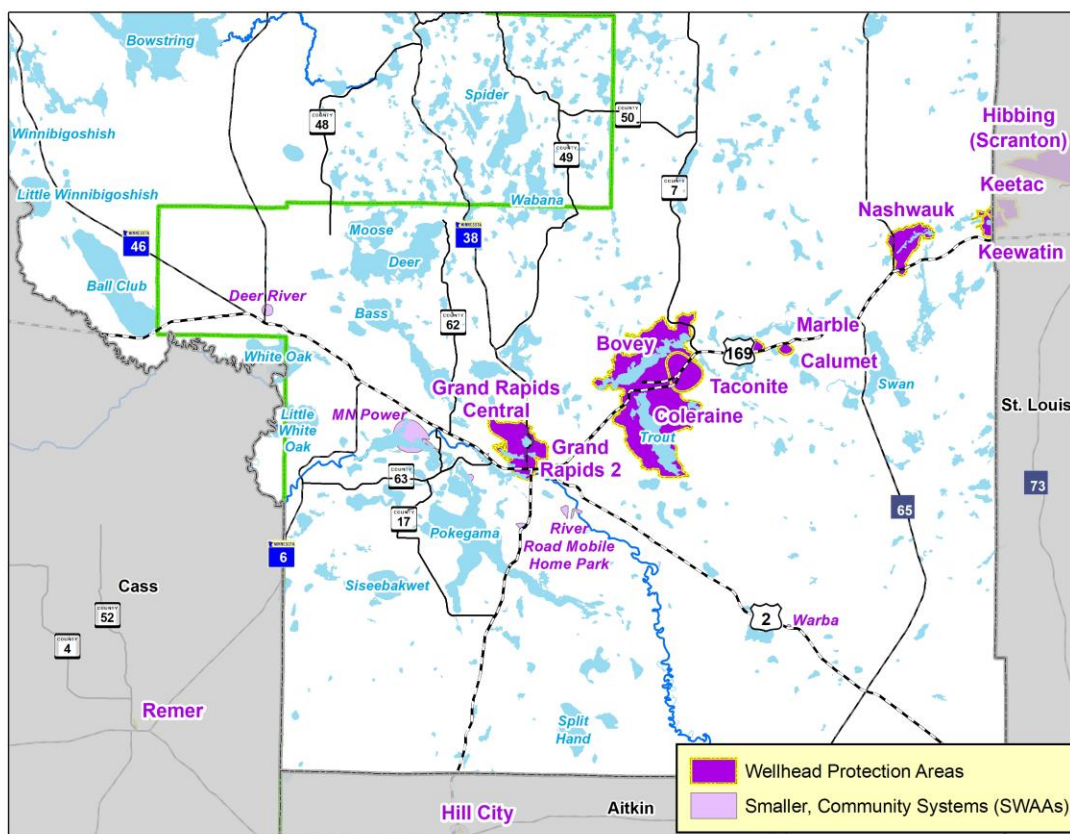 Bowstring
COUNTY
48
Spider
COUNTY
50
Hibbing
(Scranton)
Winnibigoshish
COUNTY
49
COUNTY
7
Keetac
Little Winnibigoshish
Wabana
Nashwauk
MINNESOTA
46
Moose
MINNESOTA
38
Keewatin
Deer
Ball Club
Deer River
Bass
COUNTY
62
Marble
Bovey
169
Calumet
White Oak
Taconite
Swan
Grand Rapids
Central
Coleraine
St. Louis
MN Power
Little
White
Oak
Trout
Grand
Rapids 2
COUNTY
63
73
65
COUNTY
17
Pokegama
River
Road Mobile
Home Park
MINNESOTA
6
Cass
Siseebakwet
COUNTY
52
2
Warba
COUNTY
4
Remer
Split
Hand
Wellhead Protection Areas
Smaller, Community Systems (SWAAs)
Hill City
Aitkin